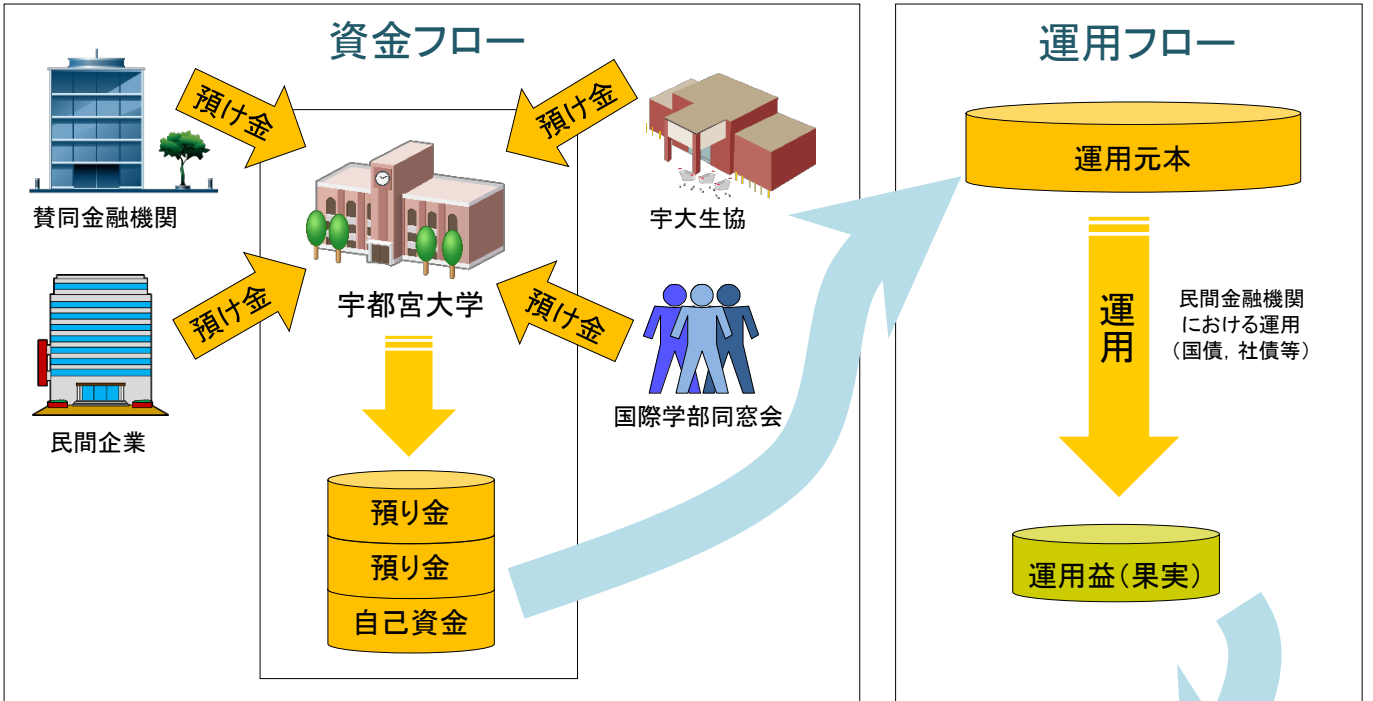 資金フロー
預け金
預け金
賛同金融機関
宇大生協
宇都宮大学
預け金
預け金
民間企業
国際学部同窓会
預り金
預り金
自己資金
運用フロー
運用元本
運用
民間金融機関
における運用
（国債，社債等）
運用益（果実）